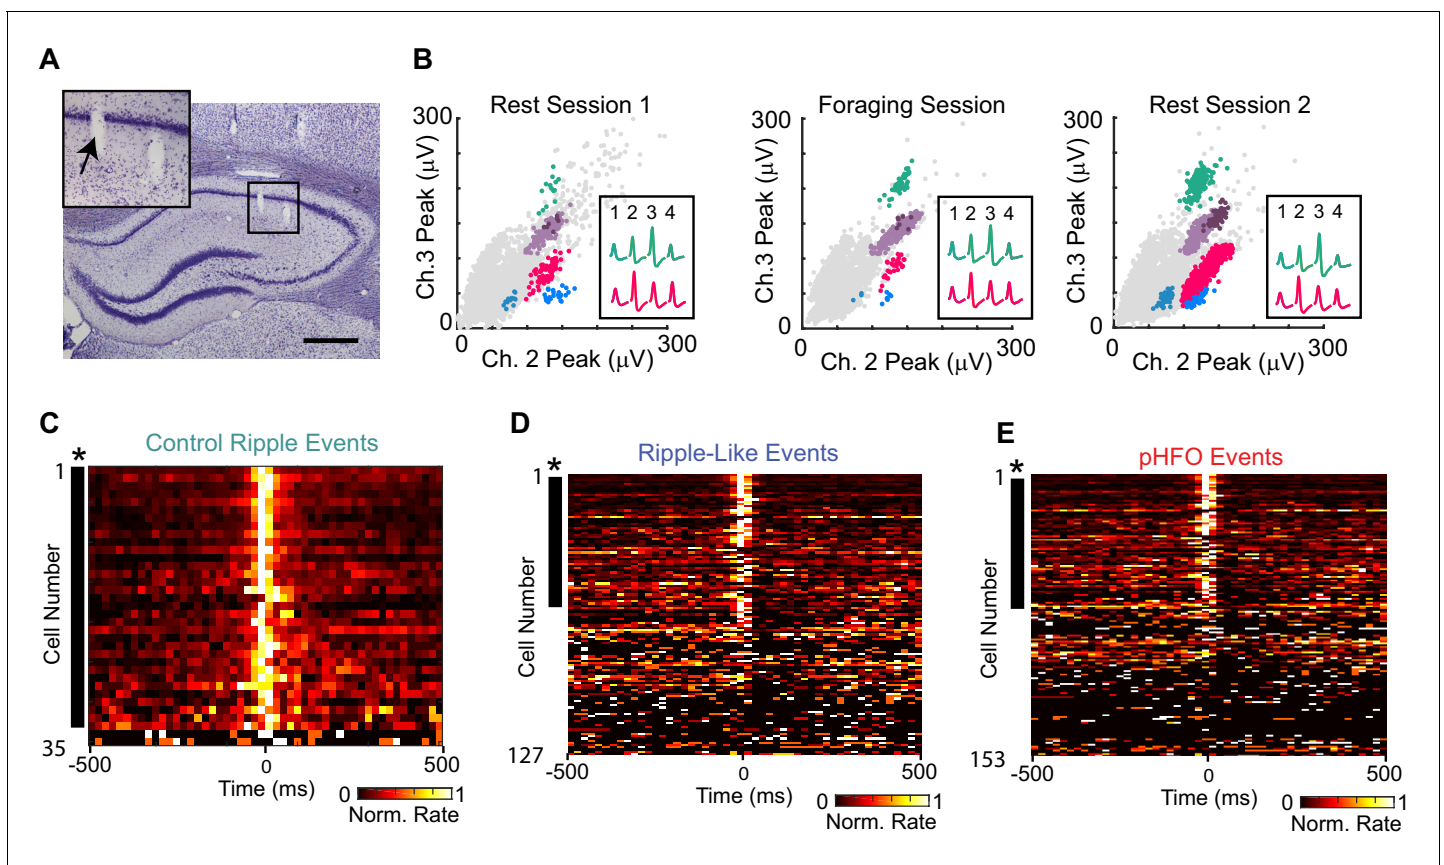 A
B
Rest Session 1
300
Ch.3 Peak (μV)
0
0
300
Ch. 2 Peak (μV)
1 2 3 4
Foraging Session
300
Ch.3 Peak (μV)
0
0
300
Ch. 2 Peak (μV)
1 2 3 4
Rest Session 2
300
Ch.3 Peak (μV)
0
0
300
Ch. 2 Peak (μV)
1 2 3 4
C
Control Ripple Events
*
1
Cell Number
35
-500
0
500
Time (ms)
0 1
Norm. Rate
D
Ripple-Like Events
1
*
Cell Number
127
-500
0
500
Time (ms)
0 1
Norm. Rate
E
pHFO Events
1
*
Cell Number
153
-500
0
500
Time (ms)
0 1
Norm. Rate